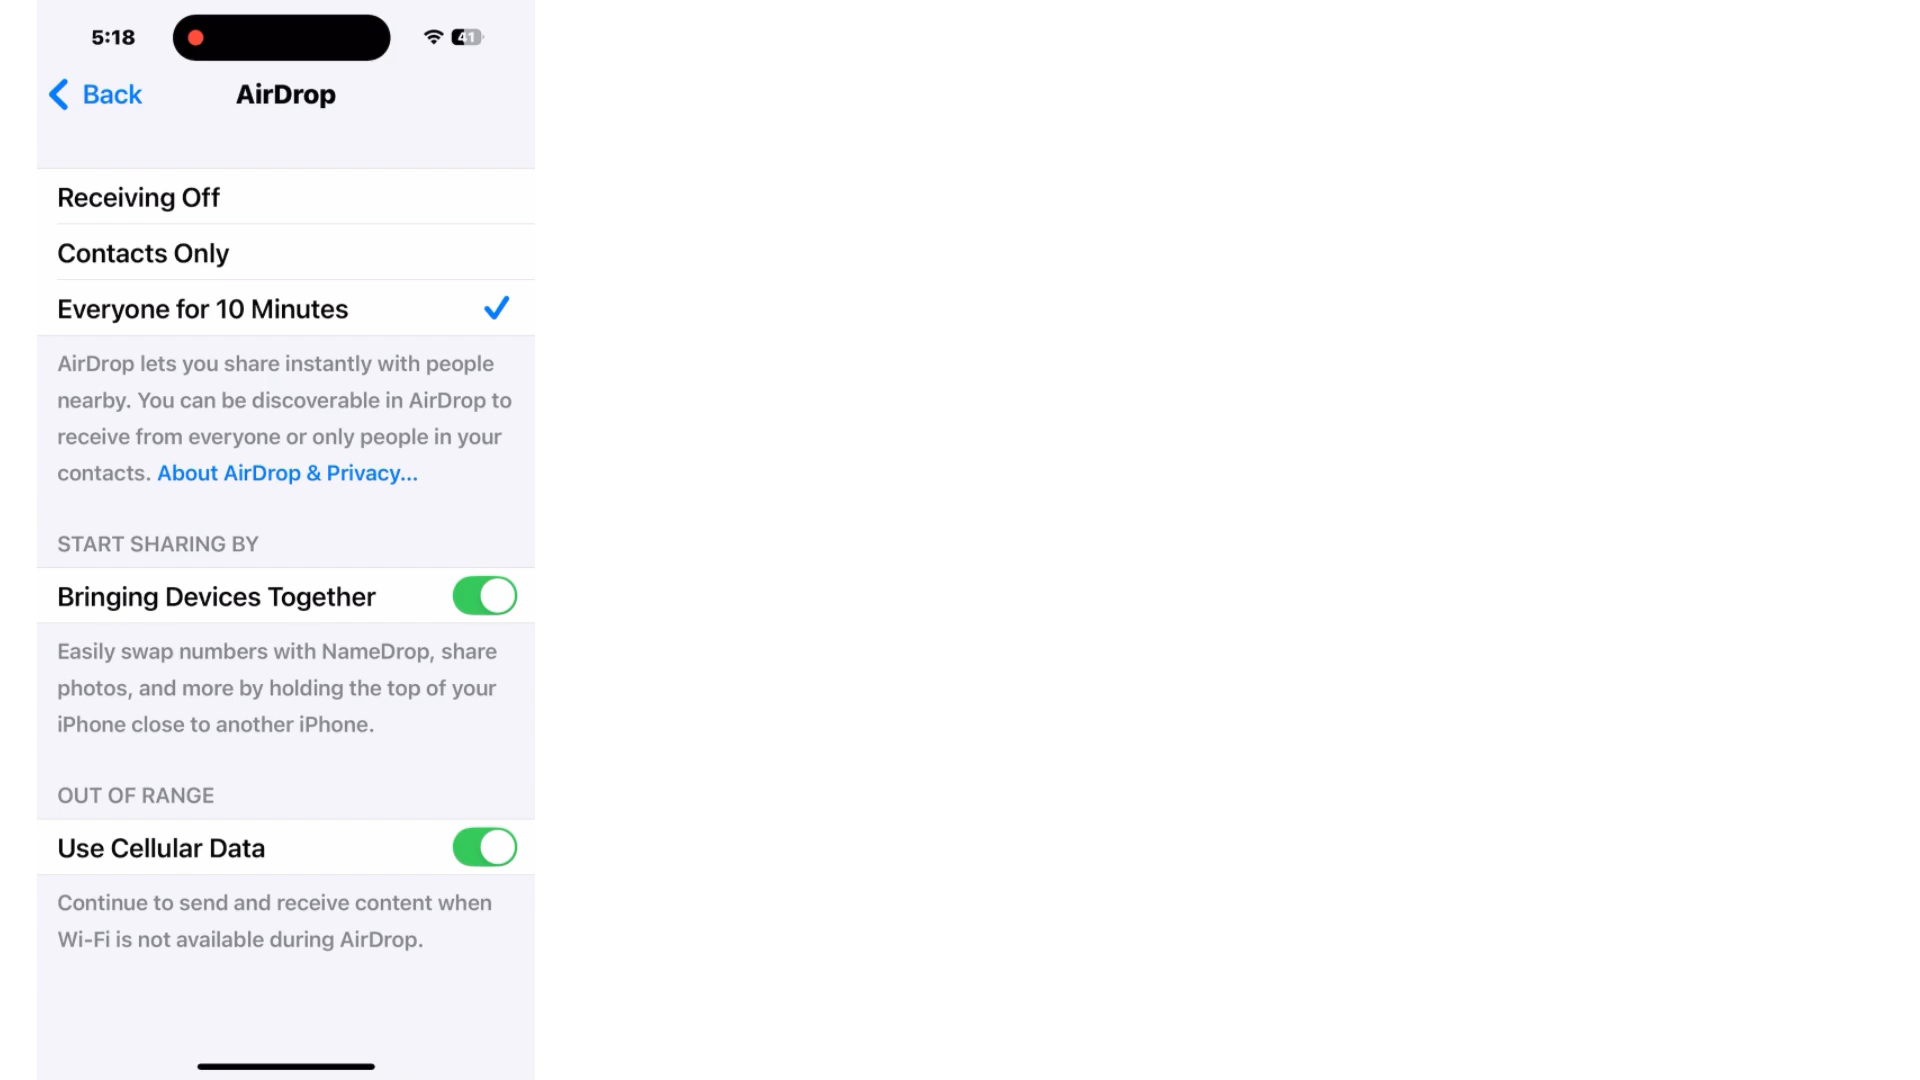 5:18
41
Back
AirDrop
Receiving Off
Contacts Only
Everyone for 10 Minutes
AirDrop lets you share instantly with people
nearby. You can be discoverable in AirDrop to
receive from everyone or only people in your
contacts. About AirDrop & Privacy...
START SHARING BY
Bringing Devices Together
Easily swap numbers with NameDrop, share
photos, and more by holding the top of your
iPhone close to another iPhone.
OUT OF RANGE
Use Cellular Data
Continue to send and receive content when
Wi-Fi is not available during AirDrop.